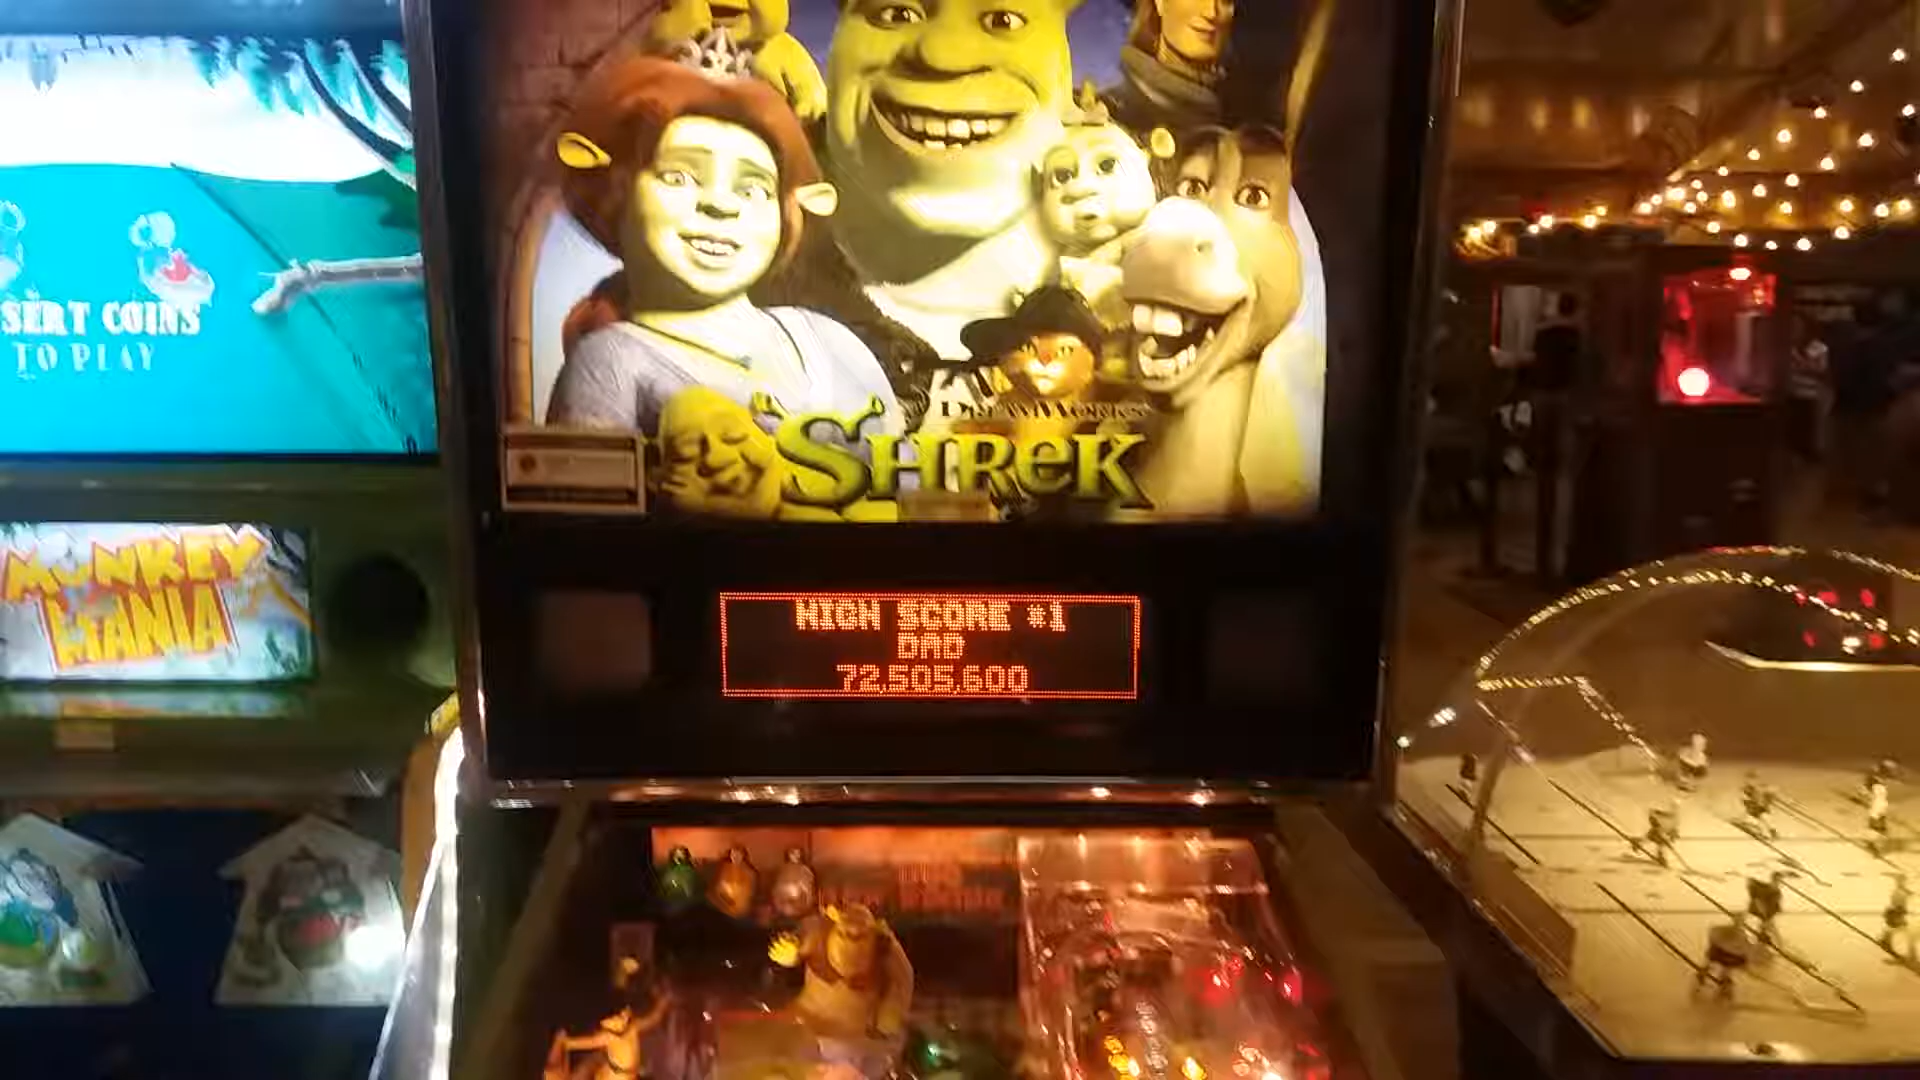 SERT COINS
TO PLAY
MONKEY
MANIA
DREAMWORKS
SHREK
HIGH SCORE #1
DAD
72,505,600